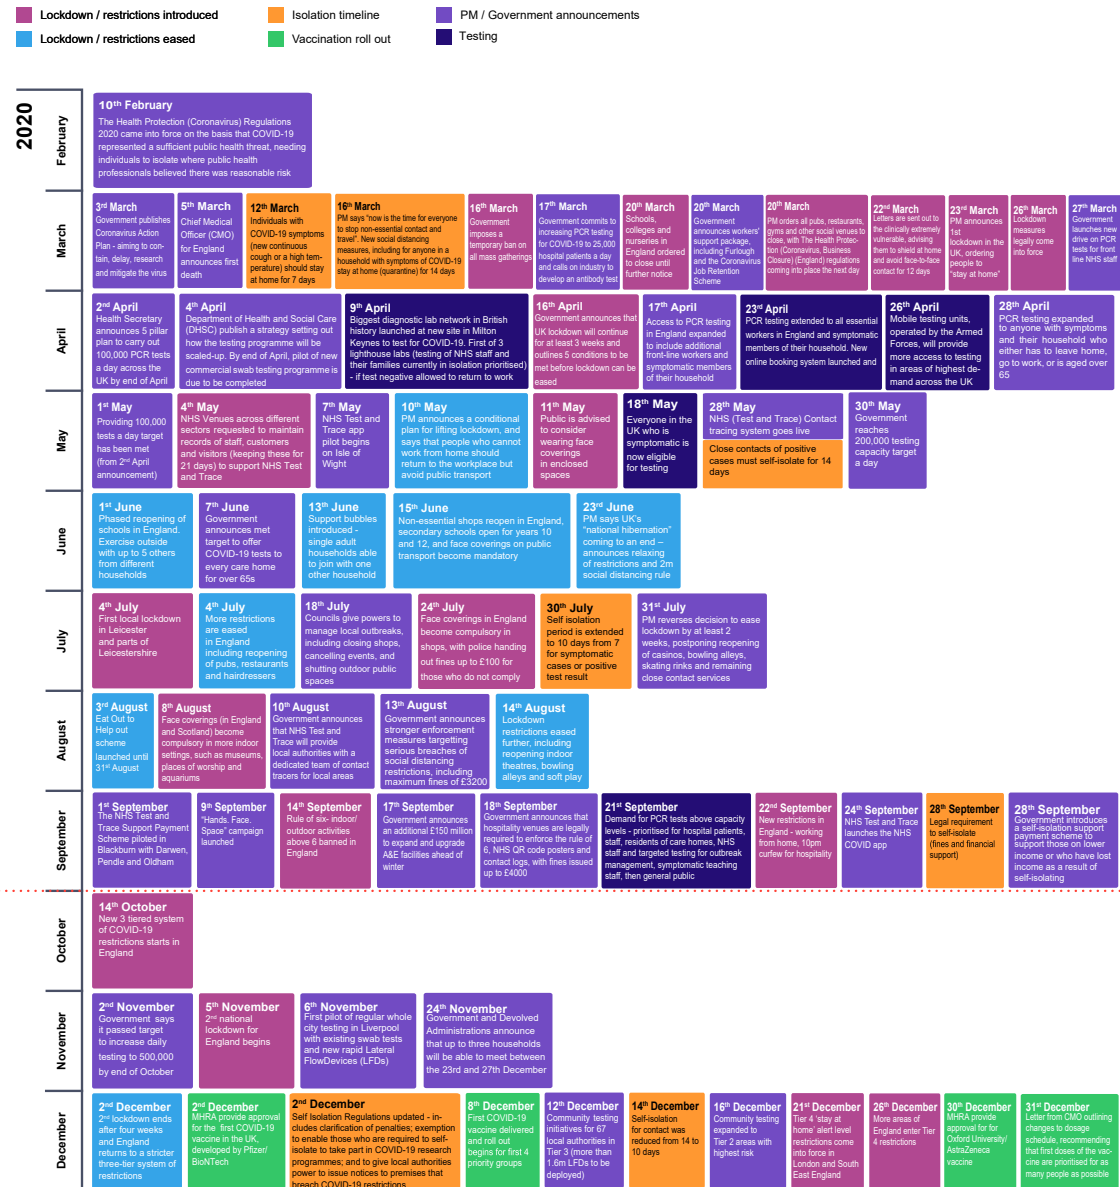 Lockdown / restrictions introduced
Isolation timeline
PM / Government announcements
Lockdown / restrictions eased
Vaccination roll out
Testing
2020
February
10th February
The Health Protection (Coronavirus) Regulations
2020 came into force on the basis that COVID-19
represented a sufficient public health threat, needing
individuals to isolate where public health
professionals believed there was reasonable risk
March
3rd March
Government publishes
Coronavirus Action
Plan - aiming to con-
tain, delay, research
and mitigate the virus
5th March
Chief Medical
Officer (CMO)
for England
announces first
death
12th March
Individuals with
COVID-19 symptoms
(new continuous
cough or a high tem-
perature) should stay
at home for 7 days
16th March
PM says "now is the time for everyone
to stop non-essential contact and
travel". New social distancing
measures, including for anyone in a
household with symptoms of COVID-19
stay at home (quarantine) for 14 days
16th March
Government
imposes a
temporary ban on
all mass gatherings
17th March
Government commits to
increasing PCR testing
for COVID-19 to 25,000
hospital patients a day
and calls on industry to
develop an antibody test
20th March
Schools,
colleges and
nurseries in
England ordered
to close until
further notice
20th March
Government
announces workers'
support package,
including Furlough
and the Coronavirus
Job Retention
Scheme
20th March
PM orders all pubs, restaurants,
gyms and other social venues to
close, with The Health Protec-
tion (Coronavirus, Business
Closure) (England) regulations
coming into place the next day
22nd March
Letters are sent out to
the clinically extremely
vulnerable, advising
them to shield at home
and avoid face-to-face
contact for 12 days
23rd March
PM announces
1st
lockdown in the
UK, ordering
people to
"stay at home"
26th March
Lockdown
measures
legally come
into force
27th March
Government
launches new
drive on PCR
tests for front
line NHS staff
April
2nd April
Health Secretary
announces 5 pillar
plan to carry out
100,000 PCR tests
a day across the
UK by end of April
4th April
Department of Health and Social Care
(DHSC) publish a strategy setting out
how the testing programme will be
scaled-up. By end of April, pilot of new
commercial swab testing programme is
due to be completed
9th April
Biggest diagnostic lab network in British
history launched at new site in Milton
Keynes to test for COVID-19. First of 3
lighthouse labs (testing of NHS staff and
their families currently in isolation prioritised)
- if test negative allowed to return to work
16th April
Government announces that
UK lockdown will continue
for at least 3 weeks and
outlines 5 conditions to be
met before lockdown can be
eased
17th April
Access to PCR testing
in England expanded
to include additional
front-line workers and
symptomatic members
of their household
23rd April
PCR testing extended to all essential
workers in England and symptomatic
members of their household. New
online booking system launched and
26th April
Mobile testing units,
operated by the Armed
Forces, will provide
more access to testing
in areas of highest de-
mand across the UK
28th April
PCR testing expanded
to anyone with symptoms
and their household who
either has to leave home,
go to work, or is aged over
65
May
1st May
Providing 100,000
tests a day target
has been met
(from 2nd April
announcement)
4th May
NHS Venues across different
sectors requested to maintain
records of staff, customers
and visitors (keeping these for
21 days) to support NHS Test
and Trace
7th May
NHS Test and
Trace app
pilot begins
on Isle of
Wight
10th May
PM announces a conditional
plan for lifting lockdown, and
says that people who cannot
work from home should
return to the workplace but
avoid public transport
11th May
Public is advised
to consider
wearing face
coverings
in enclosed
spaces
18th May
Everyone in the
UK who is
symptomatic is
now eligible
for testing
28th May
NHS (Test and Trace) Contact
tracing system goes live
Close contacts of positive
cases must self-isolate for 14
days
30th May
Government
reaches
200,000 testing
capacity target
a day
June
1st June
Phased reopening of
schools in England.
Exercise outside
with up to 5 others
from different
households
7th June
Government
announces met
target to offer
COVID-19 tests to
every care home
for over 65s
13th June
Support bubbles
introduced -
single adult
households able
to join with one
other household
15th June
Non-essential shops reopen in England,
secondary schools open for years 10
and 12, and face coverings on public
transport become mandatory
23rd June
PM says UK's
"national hibernation"
coming to an end –
announces relaxing
of restrictions and 2m
social distancing rule
July
4th July
First local lockdown
in Leicester
and parts of
Leicestershire
4th July
More restrictions
are eased
in England
including reopening
of pubs, restaurants
and hairdressers
18th July
Councils give powers to
manage local outbreaks,
including closing shops,
cancelling events, and
shutting outdoor public
spaces
24th July
Face coverings in England
become compulsory in
shops, with police handing
out fines up to £100 for
those who do not comply
30th July
Self isolation
period is extended
to 10 days from 7
for symptomatic
cases or positive
test result
31st July
PM reverses decision to ease
lockdown by at least 2
weeks, postponing reopening
of casinos, bowling alleys,
skating rinks and remaining
close contact services
August
3rd August
Eat Out to
Help out
scheme
launched until
31st August
8th August
Face coverings (in England
and Scotland) become
compulsory in more indoor
settings, such as museums,
places of worship and
aquariums
10th August
Government announces
that NHS Test and
Trace will provide
local authorities with a
dedicated team of contact
tracers for local areas
13th August
Government announces
stronger enforcement
measures targetting
serious breaches of
social distancing
restrictions, including
maximum fines of £3200
14th August
Lockdown
restrictions eased
further, including
reopening indoor
theatres, bowling
alleys and soft play
September
1st September
The NHS Test and
Trace Support Payment
Scheme piloted in
Blackburn with Darwen,
Pendle and Oldham
9th September
"Hands. Face.
Space" campaign
launched
14th September
Rule of six- indoor/
outdoor activities
above 6 banned in
England
17th September
Government announces
an additional £150 million
to expand and upgrade
A&E facilities ahead of
winter
18th September
Government announces that
hospitality venues are legally
required to enforce the rule of
6, NHS QR code posters and
contact logs, with fines issued
up to £4000
21st September
Demand for PCR tests above capacity
levels - prioritised for hospital patients,
staff, residents of care homes, NHS
staff and targeted testing for outbreak
management, symptomatic teaching
staff, then general public
22nd September
New restrictions in
England - working
from home, 10pm
curfew for hospitality
24th September
NHS Test and Trace
launches the NHS
COVID app
28th September
Legal requirement
to self-isolate
(fines and financial
support)
28th September
Government introduces
a self-isolation support
payment scheme to
support those on lower
income or who have lost
income as a result of
self-isolating
October
14th October
New 3 tiered system
of COVID-19
restrictions starts in
England
November
2nd November
Government says
it passed target
to increase daily
testing to 500,000
by end of October
5th November
2nd national
lockdown for
England begins
6th November
First pilot of regular whole
city testing in Liverpool
with existing swab tests
and new rapid Lateral
FlowDevices (LFDs)
24th November
Government and Devolved
Administrations announce
that up to three households
will be able to meet between
the 23rd and 27th December
December
2nd December
2nd lockdown ends
after four weeks
and England
returns to a stricter
three-tier system of
restrictions
2nd December
MHRA provide approval
for the first COVID-19
vaccine in the UK,
developed by Pfizer/
BioNTech
2nd December
Self Isolation Regulations updated - in-
cludes clarification of penalties; exemption
to enable those who are required to self-
isolate to take part in COVID-19 research
programmes; and to give local authorities
power to issue notices to premises that
breach COVID-19 restrictions
8th December
First COVID-19
vaccine delivered
and roll out
begins for first 4
priority groups
12th December
Community testing
initiatives for 67
local authorities in
Tier 3 (more than
1.6m LFDs to be
deployed)
14th December
Self-isolation
for contact was
reduced from 14 to
10 days
16th December
Community testing
expanded to
Tier 2 areas with
highest risk
21st December
Tier 4 'stay at
home' alert level
restrictions come
into force in
London and South
East England
26th December
More areas of
England enter Tier
4 restrictions
30th December
MHRA provide
approval for for
Oxford University/
AstraZeneca
vaccine
31st December
Letter from CMO outlining
changes to dosage
schedule, recommending
that first doses of the vac-
cine are prioritised for as
many people as possible